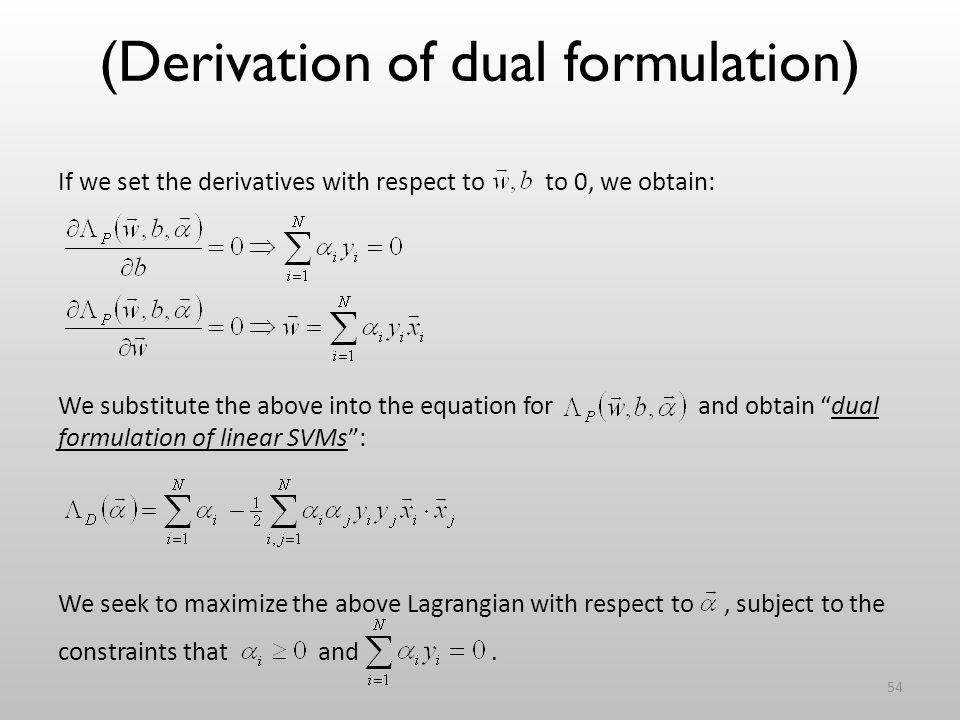 (Derivation of dual formulation)
If we set the derivatives with respect to $\vec{w}, b$ to 0, we obtain:
$\frac{\partial \Lambda_P(\vec{w}, b, \vec{\alpha})}{\partial b} = 0 \Rightarrow \sum_{i=1}^{N} \alpha_i y_i = 0$
$\frac{\partial \Lambda_P(\vec{w}, b, \vec{\alpha})}{\partial \vec{w}} = 0 \Rightarrow \vec{w} = \sum_{i=1}^{N} \alpha_i y_i \vec{x}_i$
We substitute the above into the equation for $\Lambda_P(\vec{w}, b, \vec{\alpha})$ and obtain “dual
formulation of linear SVMs”:
$\Lambda_D(\vec{\alpha}) = \sum_{i=1}^{N} \alpha_i - \frac{1}{2} \sum_{i,j=1}^{N} \alpha_i \alpha_j y_i y_j \vec{x}_i \cdot \vec{x}_j$
We seek to maximize the above Lagrangian with respect to $\vec{\alpha}$ , subject to the
constraints that $\alpha_i \geq 0$ and $\sum_{i=1}^{N} \alpha_i y_i = 0$ .
54